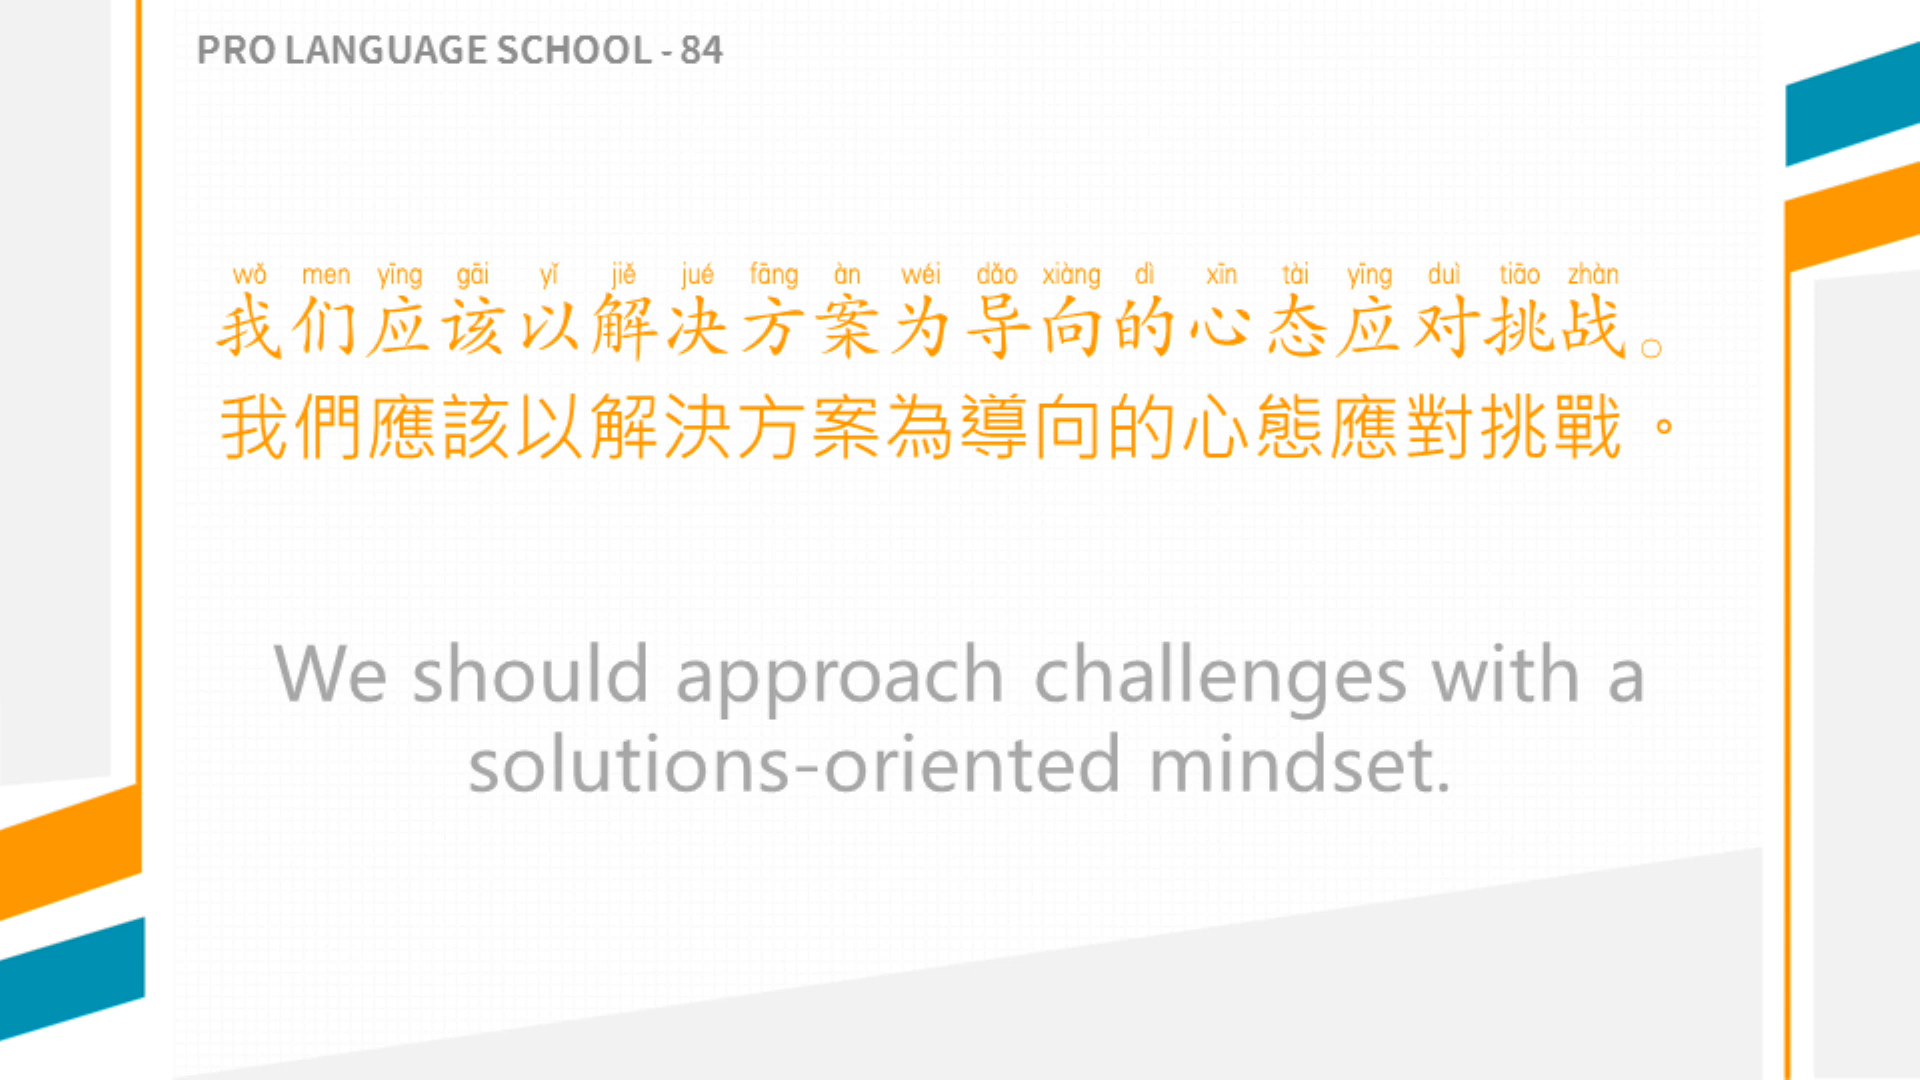 PRO LANGUAGE SCHOOL - 84
wǒ men yīng gāi yǐ jiě jué fāng àn wéi dǎo xiàng dì xīn tài yīng duì tiāo zhàn
我们应该以解决方案为导向的心态应对挑战。
我們應該以解決方案為導向的心態應對挑戰。
We should approach challenges with a
solutions-oriented mindset.